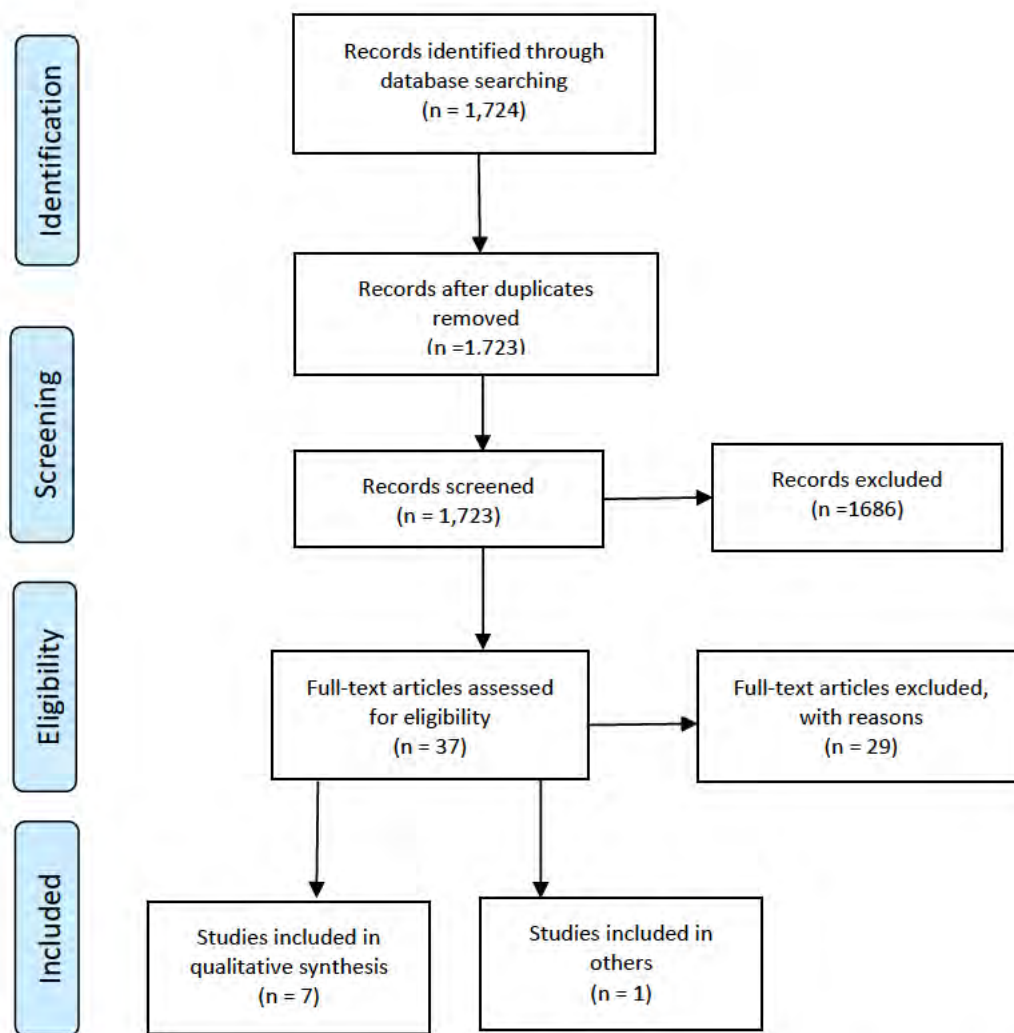 Identification
Records identified through
database searching
(n = 1,724)
Records after duplicates
removed
(n =1.723)
Screening
Records screened
(n = 1,723)
Records excluded
(n =1686)
Eligibility
Full-text articles assessed
for eligibility
(n = 37)
Full-text articles excluded,
with reasons
(n = 29)
Included
Studies included in
qualitative synthesis
(n = 7)
Studies included in
others
(n = 1)